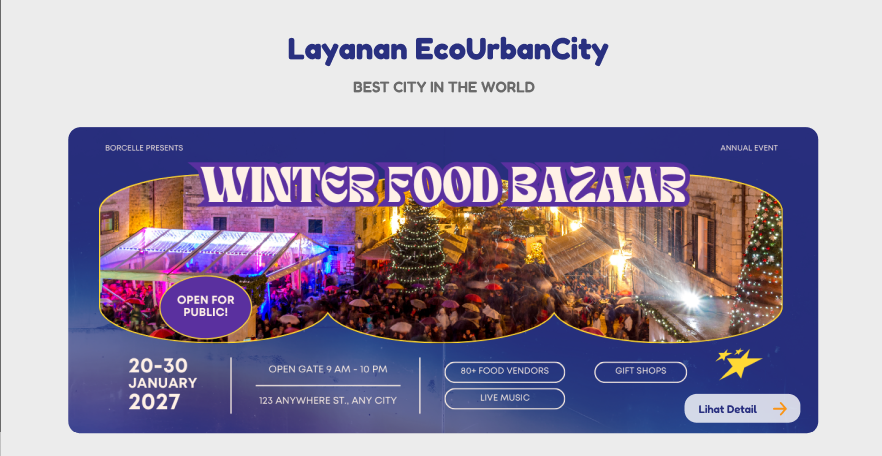 Layanan EcoUrbanCity
BEST CITY IN THE WORLD
BORCELLE PRESENTS
ANNUAL EVENT
WINTER FOOD BAZAAR
OPEN FOR
PUBLIC!
20-30
JANUARY
2027
OPEN GATE 9 AM - 10 PM
123 ANYWHERE ST., ANY CITY
80+ FOOD VENDORS
LIVE MUSIC
GIFT SHOPS
Lihat Detail